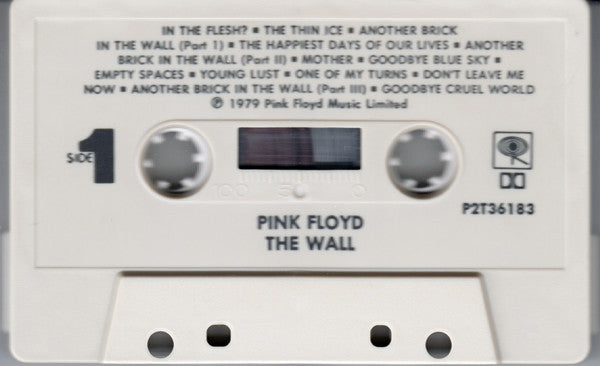 IN THE FLESH? ▪ THE THIN ICE ▪ ANOTHER BRICK
IN THE WALL (Part 1) ▪ THE HAPPIEST DAYS OF OUR LIVES ▪ ANOTHER
BRICK IN THE WALL (Part II) ▪ MOTHER ▪ GOODBYE BLUE SKY ▪
EMPTY SPACES ▪ YOUNG LUST ▪ ONE OF MY TURNS ▪ DON'T LEAVE ME
NOW ▪ ANOTHER BRICK IN THE WALL (Part III) ▪ GOODBYE CRUEL WORLD
℗ 1979 Pink Floyd Music Limited
SIDE 1
100 50 0
P2T36183
PINK FLOYD
THE WALL